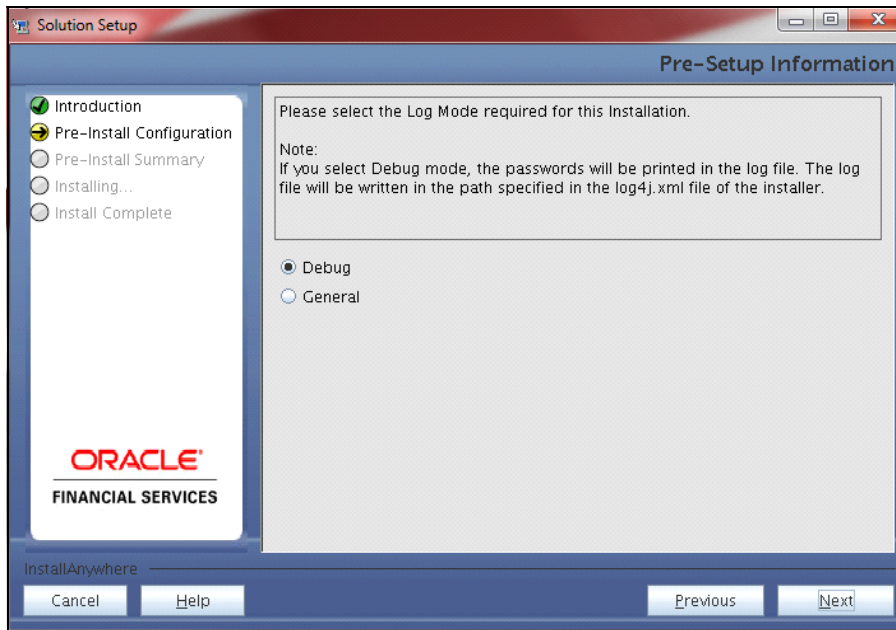 Solution Setup
Pre-Setup Information
Introduction
Pre-Install Configuration
Pre-Install Summary
Installing...
Install Complete
ORACLE'
FINANCIAL SERVICES
Please select the Log Mode required for this Installation.
Note:
If you select Debug mode, the passwords will be printed in the log file. The log
file will be written in the path specified in the log4j.xml file of the installer.
Debug
General
InstallAnywhere
Cancel
Help
Previous
Next